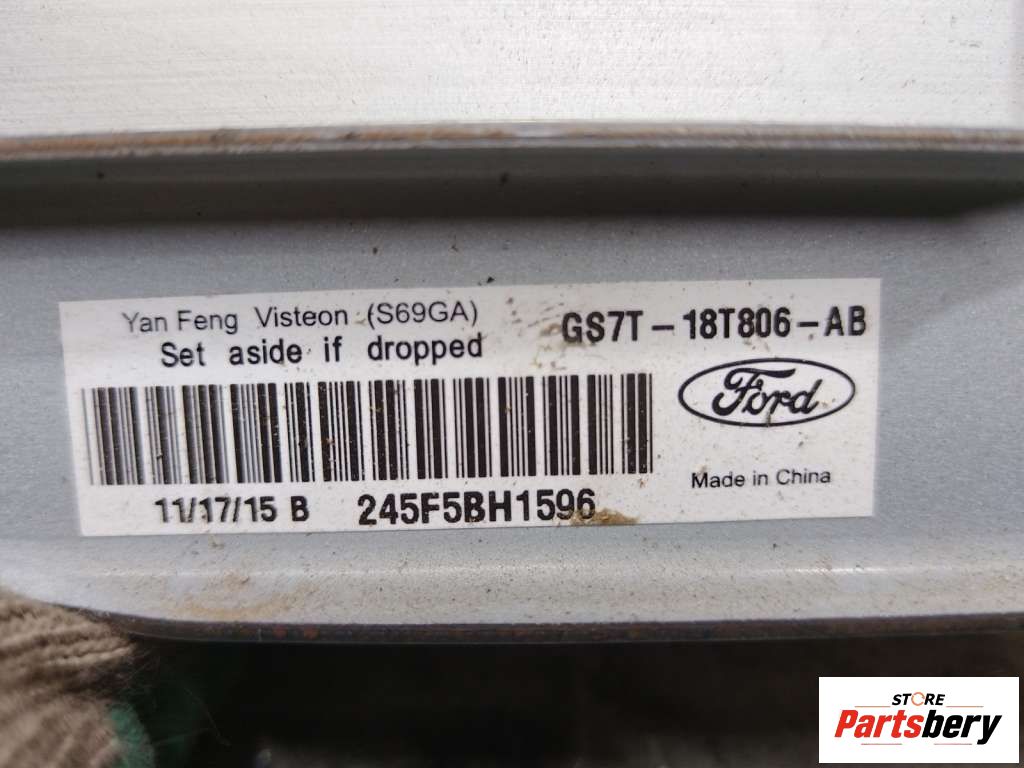 Yan Feng Visteon (S69GA)
GS7T-18T806-AB
Set aside if dropped
Ford
Made in China
11/17/15 B 245F5BH1596
STORE
Partsbery